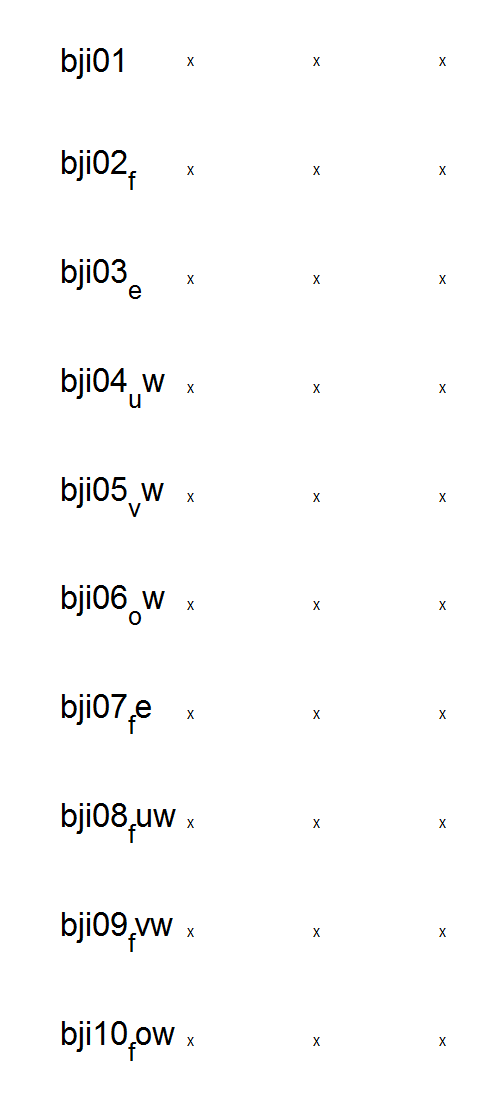 bji01 x x x
bji02f x x x
bji03e x x x
bji04uw x x x
bji05vw x x x
bji06ow x x x
bji07fe x x x
bji08fuw x x x
bji09fvw x x x
bji10fow x x x